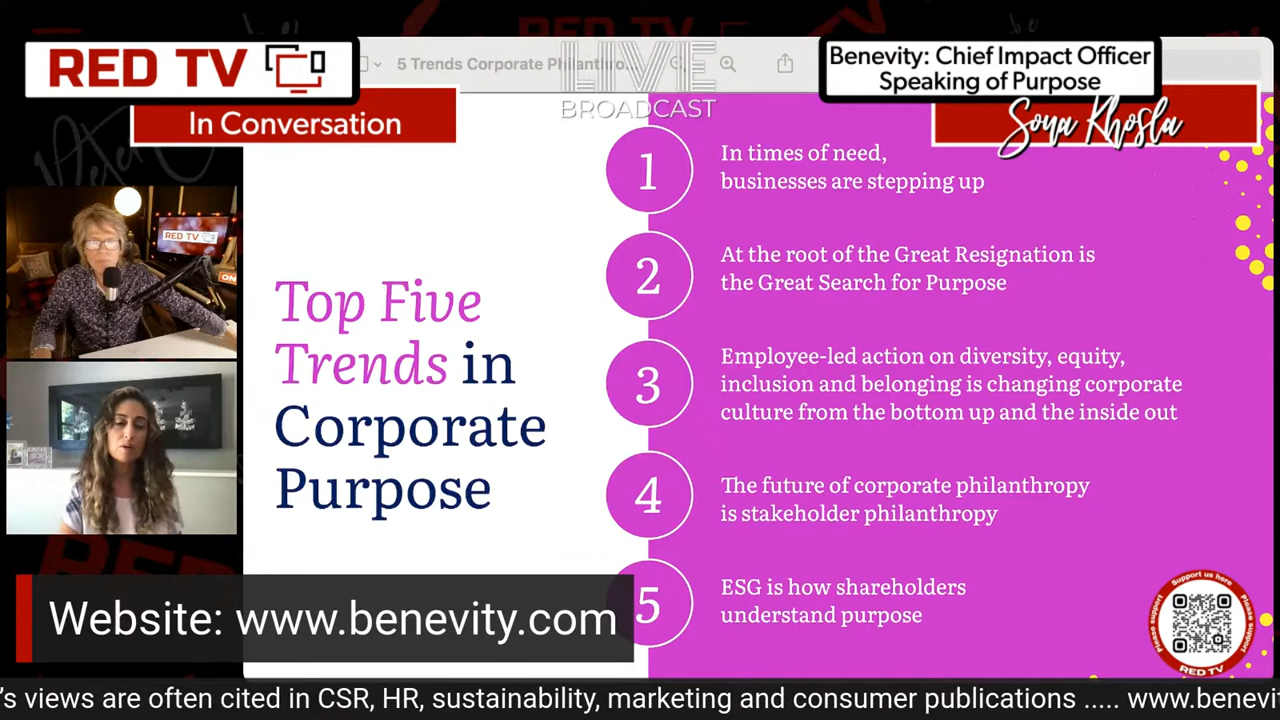 RED TV
In Conversation
5 Trends Corporate Philanthro...
LIVE
BROADCAST
Benevity: Chief Impact Officer
Speaking of Purpose
Sona Khosla
RED TV
ON
Top Five
Trends in
Corporate
Purpose
1
In times of need,
businesses are stepping up
2
At the root of the Great Resignation is
the Great Search for Purpose
3
Employee-led action on diversity, equity,
inclusion and belonging is changing corporate
culture from the bottom up and the inside out
4
The future of corporate philanthropy
is stakeholder philanthropy
5
ESG is how shareholders
understand purpose
Website: www.benevity.com
Support us here
Please support
Please support
RED TV
's views are often cited in CSR, HR, sustainability, marketing and consumer publications ..... www.benevi